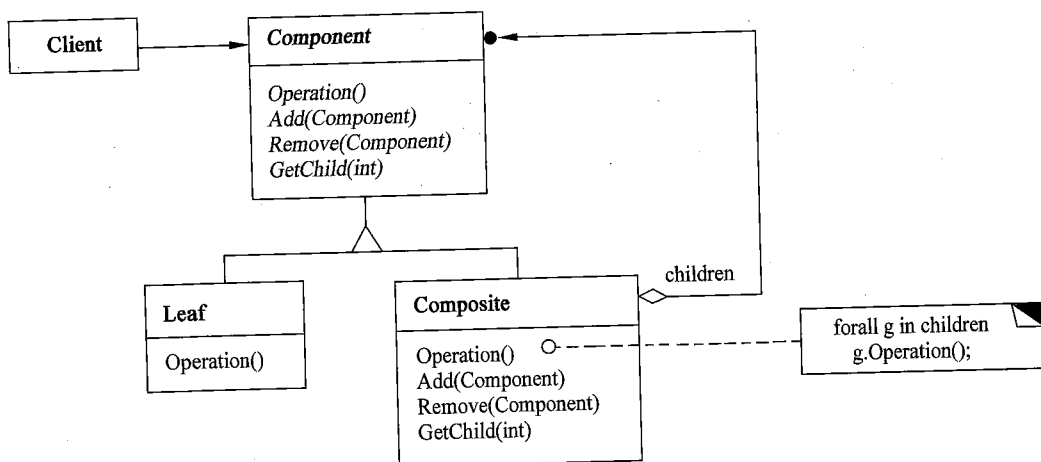 Client
Component
Operation()
Add(Component)
Remove(Component)
GetChild(int)
Leaf
Operation()
Composite
Operation()
Add(Component)
Remove(Component)
GetChild(int)
children
forall g in children
g.Operation();